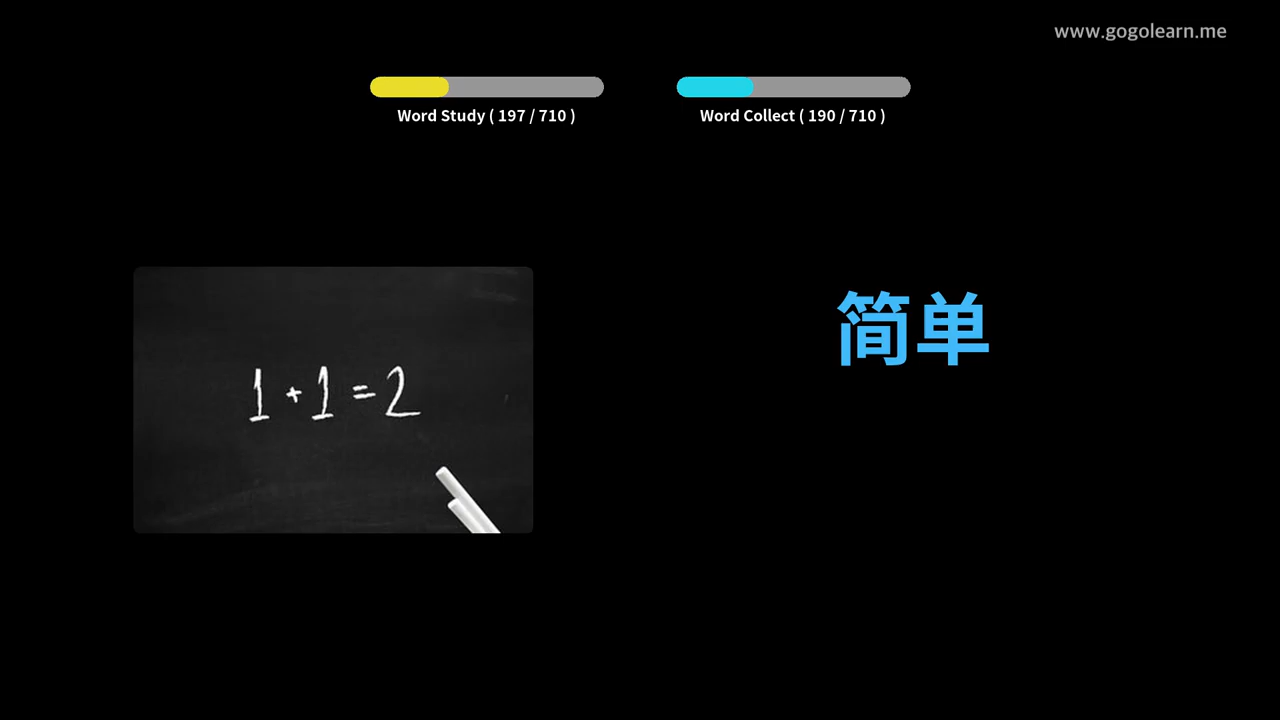 www.gogolearn.me
Word Study ( 197 / 710 )
Word Collect ( 190 / 710 )
简单
1 + 1 = 2